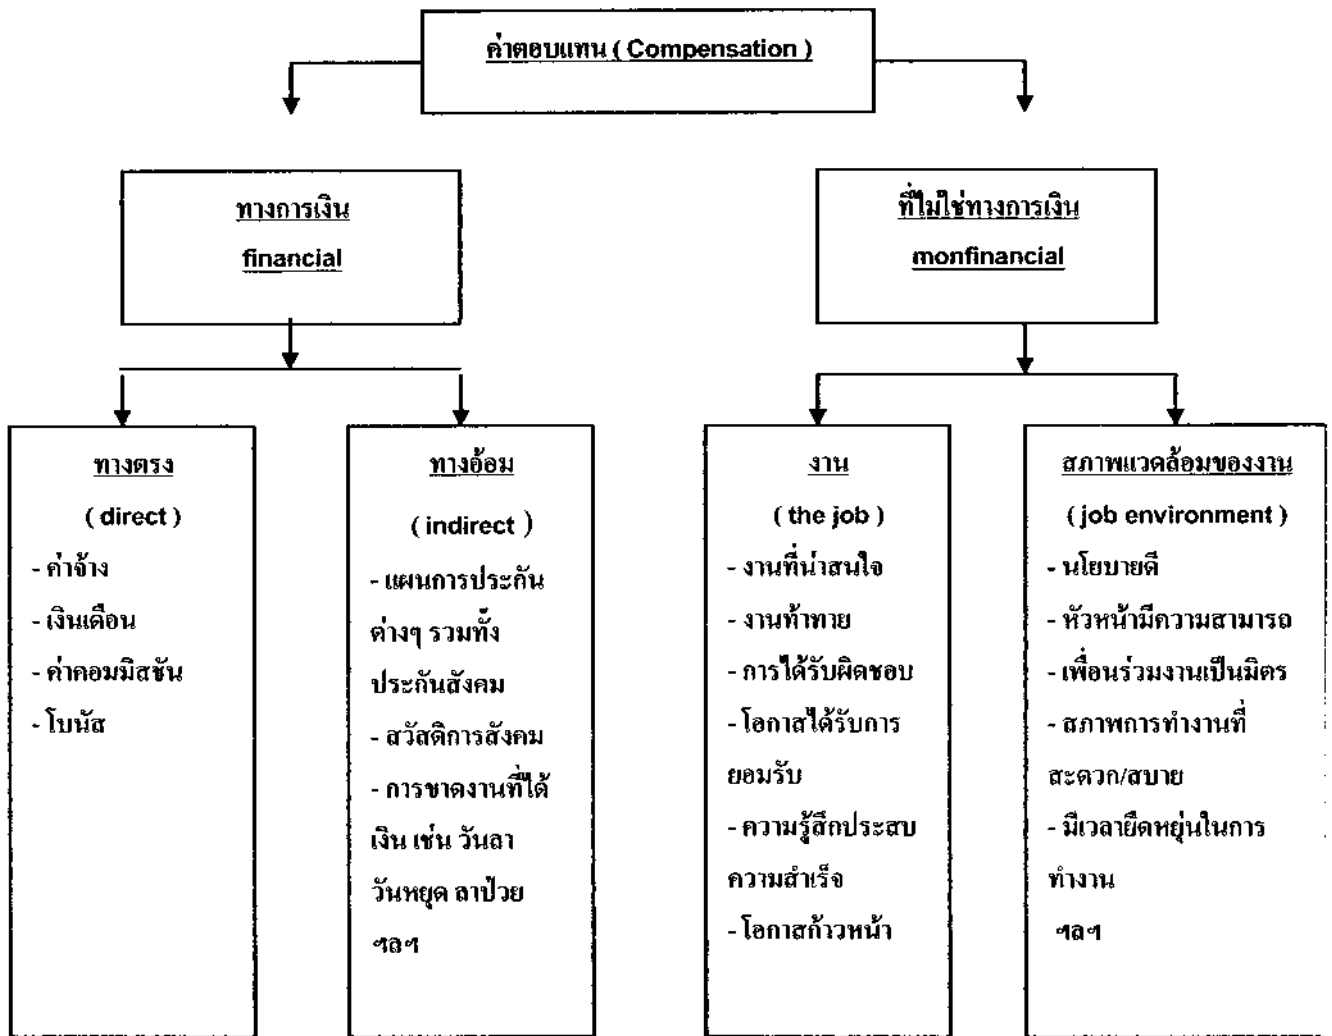 ค่าตอบแทน ( Compensation )
ทางการเงิน
financial
ที่ไม่ใช่ทางการเงิน
monfinancial
ทางตรง
( direct )
- ค่าจ้าง
- เงินเดือน
- ค่าคอมมิสชัน
- โบนัส
ทางอ้อม
( indirect )
- แผนการประกัน
ต่างๆ รวมทั้ง
ประกันสังคม
- สวัสดิการสังคม
- การขาดงานที่ได้
เงิน เช่น วันลา
วันหยุด ลาป่วย
ฯลฯ
งาน
( the job )
- งานที่น่าสนใจ
- งานท้าทาย
- การได้รับผิดชอบ
- โอกาสได้รับการ
ยอมรับ
- ความรู้สึกประสบ
ความสำเร็จ
- โอกาสก้าวหน้า
สภาพแวดล้อมของงาน
( job environment )
- นโยบายดี
- หัวหน้ามีความสามารถ
- เพื่อนร่วมงานเป็นมิตร
- สภาพการทำงานที่
สะดวก/สบาย
- มีเวลายืดหยุ่นในการ
ทำงาน
ฯลฯ